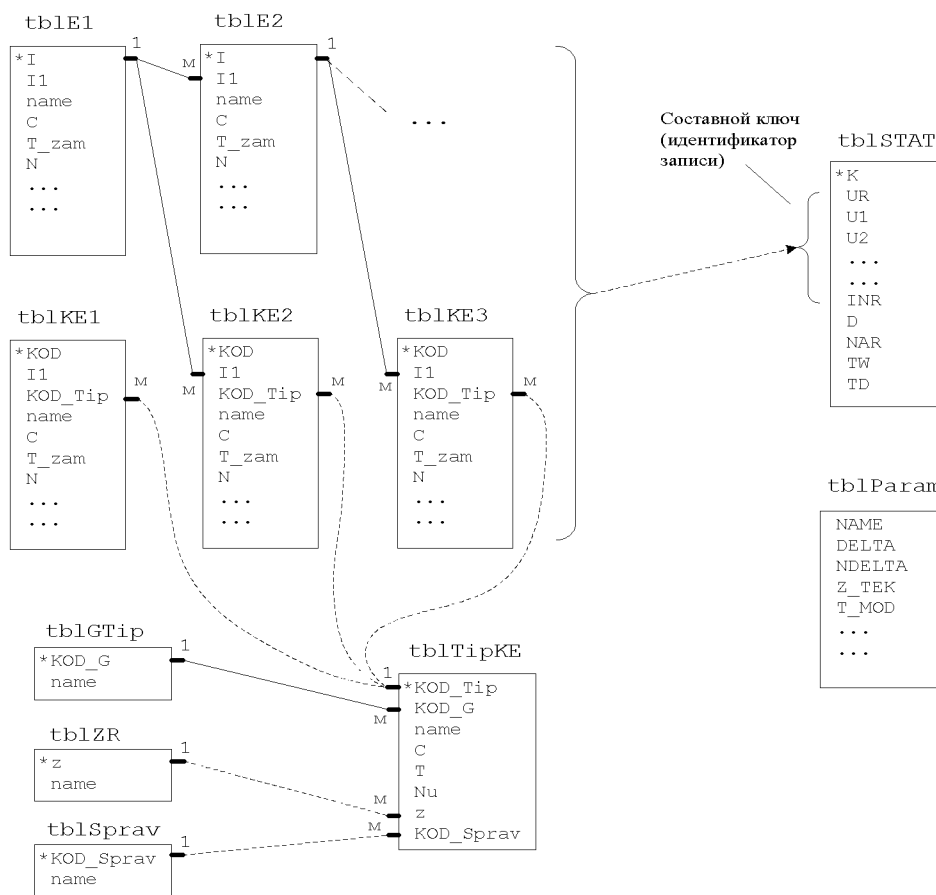 tblE1
1
*I
I1
name
C
T_zam
N
...
...
tblE2
1
M
*I
I1
name
C
T_zam
N
...
...
...
Составной ключ
(идентификатор
записи)
tblSTAT
*K
UR
U1
U2
...
...
INR
D
NAR
TW
TD
tblKE1
*KOD
I1
M
KOD_Tip
name
C
T_zam
N
...
...
tblKE2
*KOD
I1
M
M
KOD_Tip
name
C
T_zam
N
...
...
tblKE3
*KOD
I1
M
M
KOD_Tip
name
C
T_zam
N
...
...
tblParam
NAME
DELTA
NDELTA
Z_TEK
T_MOD
...
...
tblGTip
1
*KOD_G
name
tblZR
1
*z
name
tblSprav
1
*KOD_Sprav
name
tblTipKE
1
*KOD_Tip
M
KOD_G
name
C
T
Nu
M
z
M
KOD_Sprav